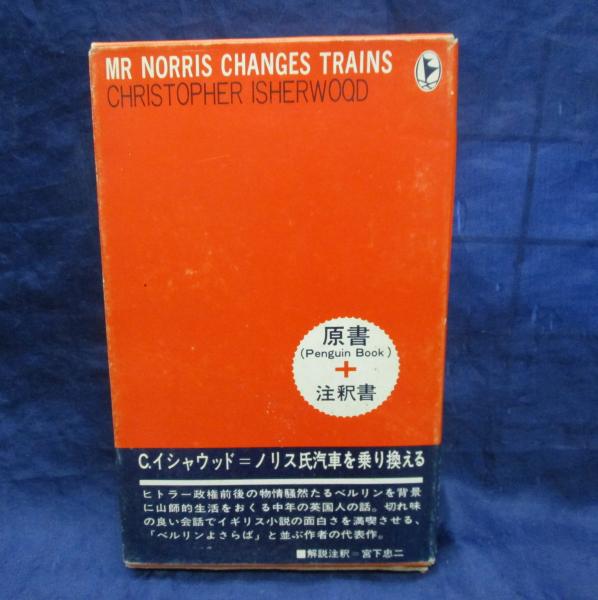 MR NORRIS CHANGES TRAINS
CHRISTOPHER ISHERWOOD
原書
(Penguin Book)
+
注釈書
C.イシャウッド=ノリス氏汽車を乗り換える
ヒトラー政権前後の物情騒然たるベルリンを背景
に山師的生活をおくる中年の英国人の話。切れ味
の良い会話でイギリス小説の面白さを満喫させる、
「ベルリンよさらば」と並ぶ作者の代表作。
■解説注釈=宮下忠二